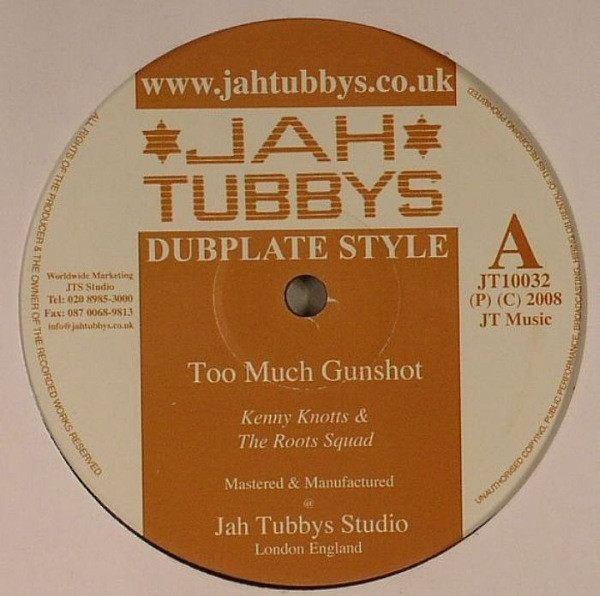 www.jahtubbys.co.uk
JAH
TUBBYS
DUBPLATE STYLE
A
JT10032
(P) (C) 2008
JT Music
Worldwide Marketing
JTS Studio
Tel: 020 8985-3000
Fax: 087 0068-9813
info@jahtubbys.co.uk
Too Much Gunshot
Kenny Knotts &
The Roots Squad
Mastered & Manufactured
@
Jah Tubbys Studio
London England
ALL RIGHTS OF THE PRODUCER & THE OWNER OF THE RECORDED WORKS RESERVED.
UNAUTHORISED COPYING, PUBLIC PERFORMANCE, BROADCASTING, HIRING OR RENTAL OF THIS RECORDING PROHIBITED.